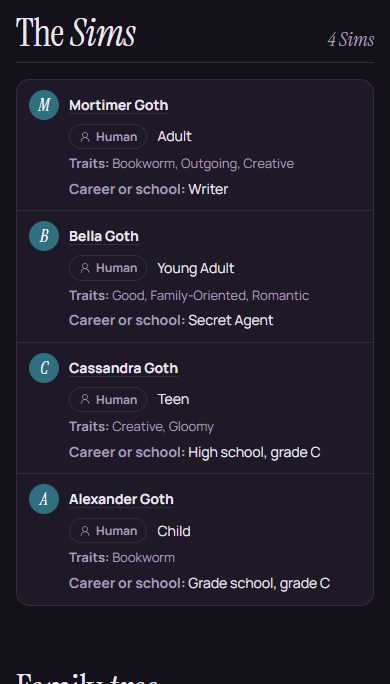 The Sims
4 Sims
M
Mortimer Goth
Human
Adult
Traits: Bookworm, Outgoing, Creative
Career or school: Writer
B
Bella Goth
Human
Young Adult
Traits: Good, Family-Oriented, Romantic
Career or school: Secret Agent
C
Cassandra Goth
Human
Teen
Traits: Creative, Gloomy
Career or school: High school, grade C
A
Alexander Goth
Human
Child
Traits: Bookworm
Career or school: Grade school, grade C
Family tree